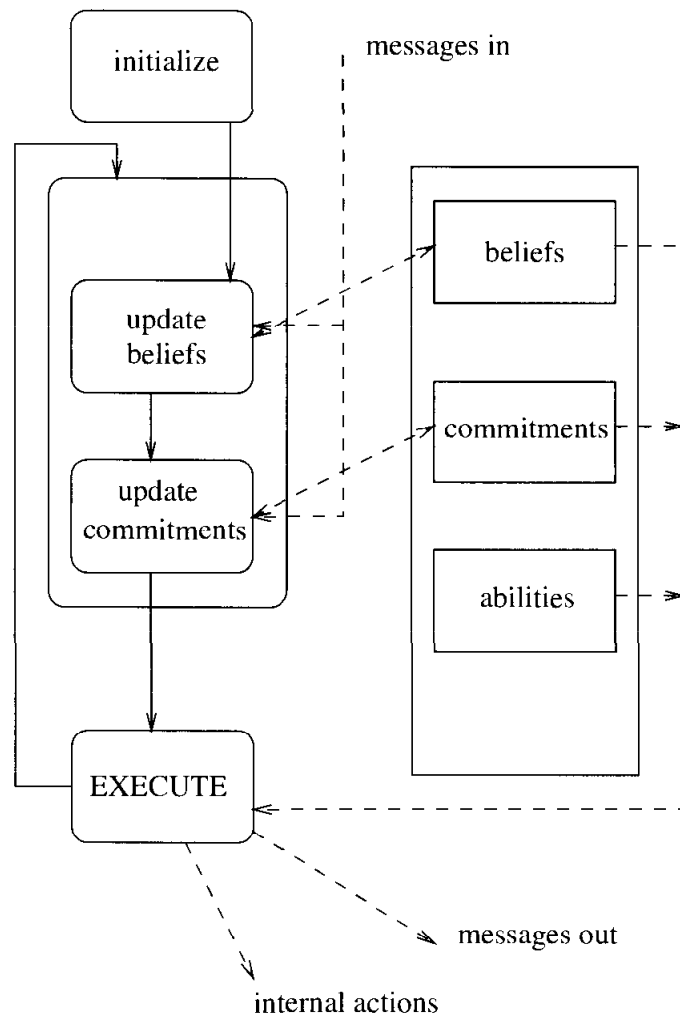 initialize
messages in
beliefs
update
beliefs
commitments
update
commitments
abilities
EXECUTE
messages out
internal actions